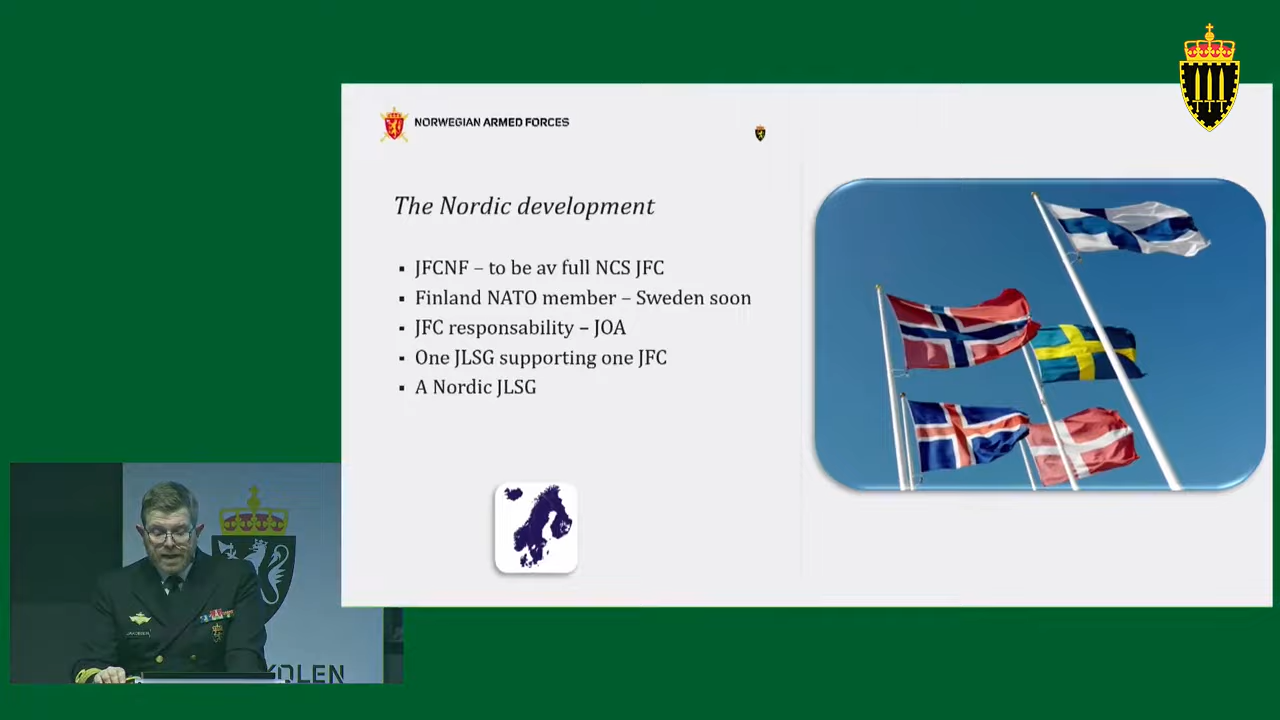 NORWEGIAN ARMED FORCES
The Nordic development
▪ JFCNF – to be av full NCS JFC
▪ Finland NATO member – Sweden soon
▪ JFC responsability – JOA
▪ One JLSG supporting one JFC
▪ A Nordic JLSG
OLEN